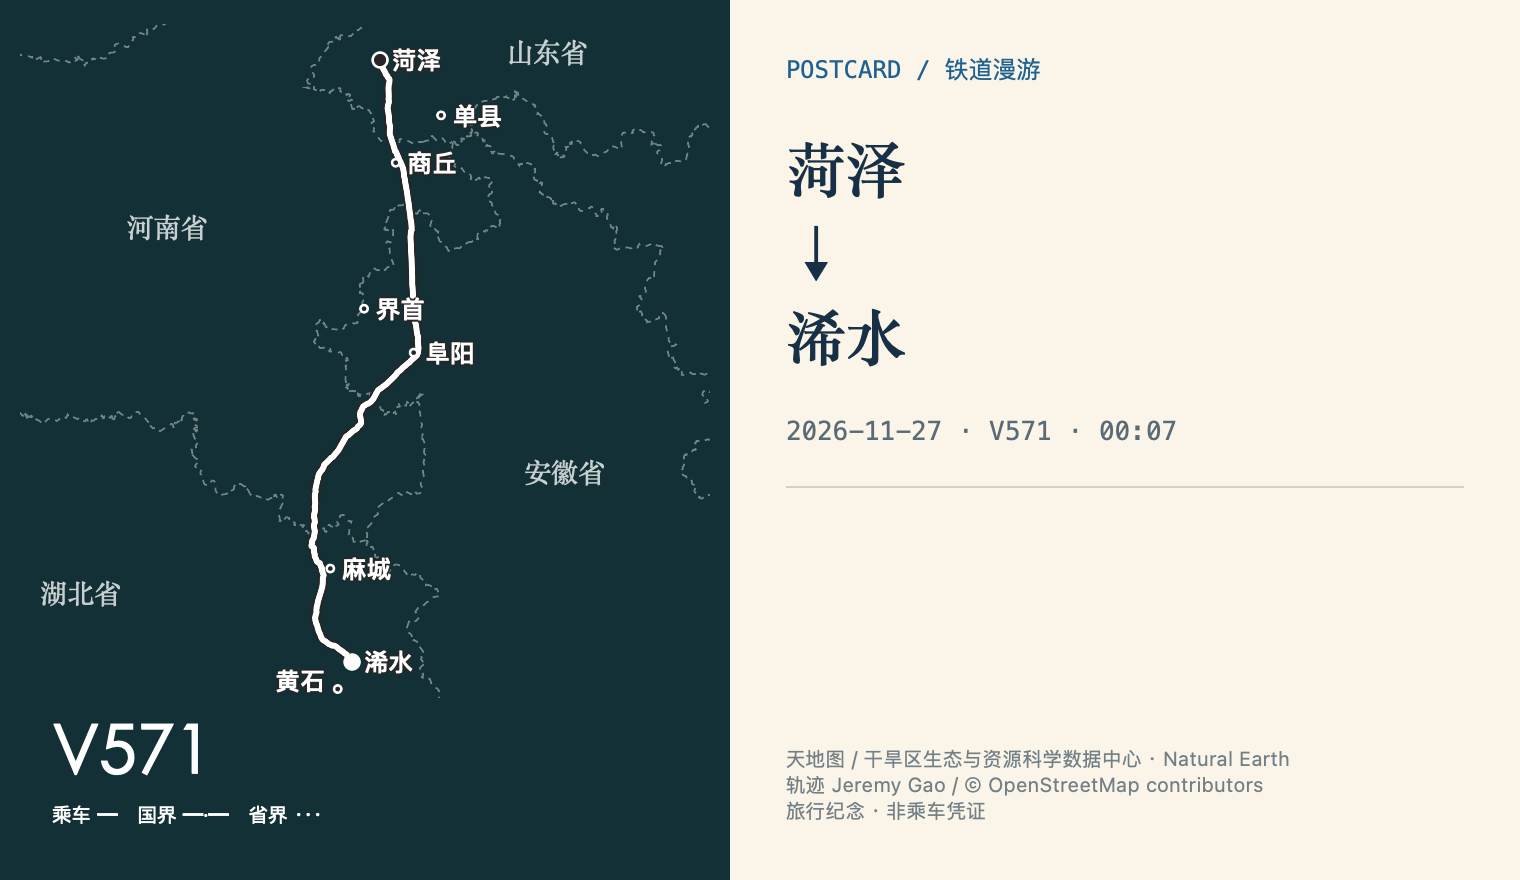 菏泽
山东省
单县
商丘
河南省
界首
阜阳
安徽省
麻城
湖北省
浠水
黄石
V571
乘车 国界 省界
POSTCARD / 铁道漫游
菏泽
浠水
2026-11-27 · V571 · 00:07
天地图 / 干旱区生态与资源科学数据中心 · Natural Earth
轨迹 Jeremy Gao / © OpenStreetMap contributors
旅行纪念 · 非乘车凭证